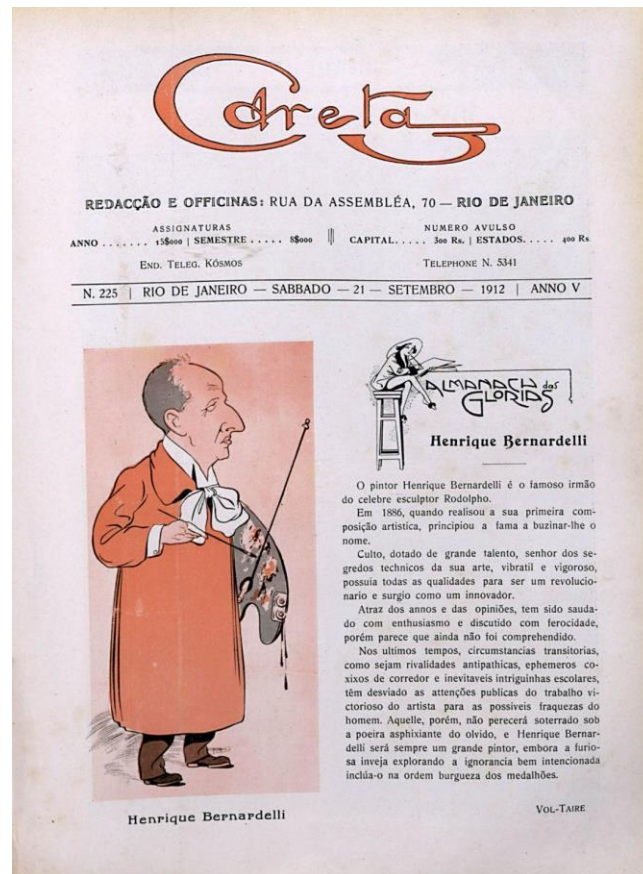 Careta
REDACÇÃO E OFFICINAS: RUA DA ASSEMBLÉA, 70 — RIO DE JANEIRO
ASSIGNATURAS
ANNO . . . . . . . 15$000 | SEMESTRE . . . . . 8$000
NUMERO AVULSO
CAPITAL. . . . . 300 Rs. | ESTADOS. . . . . 400 Rs
END. TELEG. KÓSMOS
TELEPHONE N. 5341
N. 225 | RIO DE JANEIRO — SABBADO — 21 — SETEMBRO — 1912 | ANNO V
ALMANACH das
GLORIAS
Henrique Bernardelli
O pintor Henrique Bernardelli é o famoso irmão
do celebre esculptor Rodolpho.
Em 1886, quando realisou a sua primeira com-
posição artistica, principiou a fama a buzinar-lhe o
nome.
Culto, dotado de grande talento, senhor dos se-
gredos technicos da sua arte, vibratil e vigoroso,
possuia todas as qualidades para ser um revolucio-
nario e surgio como um innovador.
Atraz dos annos e das opiniões, tem sido sauda-
do com enthusiasmo e discutido com ferocidade,
porém parece que ainda não foi comprehendido.
Nos ultimos tempos, circumstancias transitorias,
como sejam rivalidades antipathicas, ephemeros co-
xixos de corredor e inevitaveis intriguinhas escolares,
têm desviado as attenções publicas do trabalho vi-
ctorioso do artista para as possiveis fraquezas do
homem. Aquelle, porém, não perecerá soterrado sob
a poeira asphixiante do olvido, e Henrique Bernar-
delli será sempre um grande pintor, embora a furio-
sa inveja explorando a ignorancia bem intencionada
inclúa-o na ordem burgueza dos medalhões.
VOL-TAIRE
Henrique Bernardelli